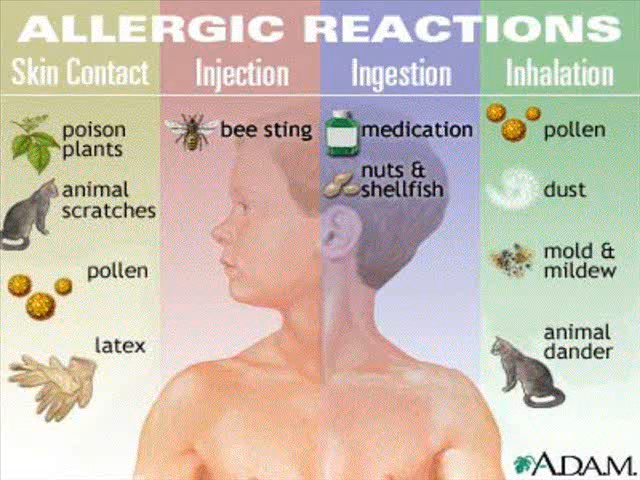 ALLERGIC REACTIONS
Skin Contact
poison
plants
animal
scratches
pollen
latex
Injection
bee sting
Ingestion
medication
nuts &
shellfish
Inhalation
pollen
dust
mold &
mildew
animal
dander
A.D.A.M.